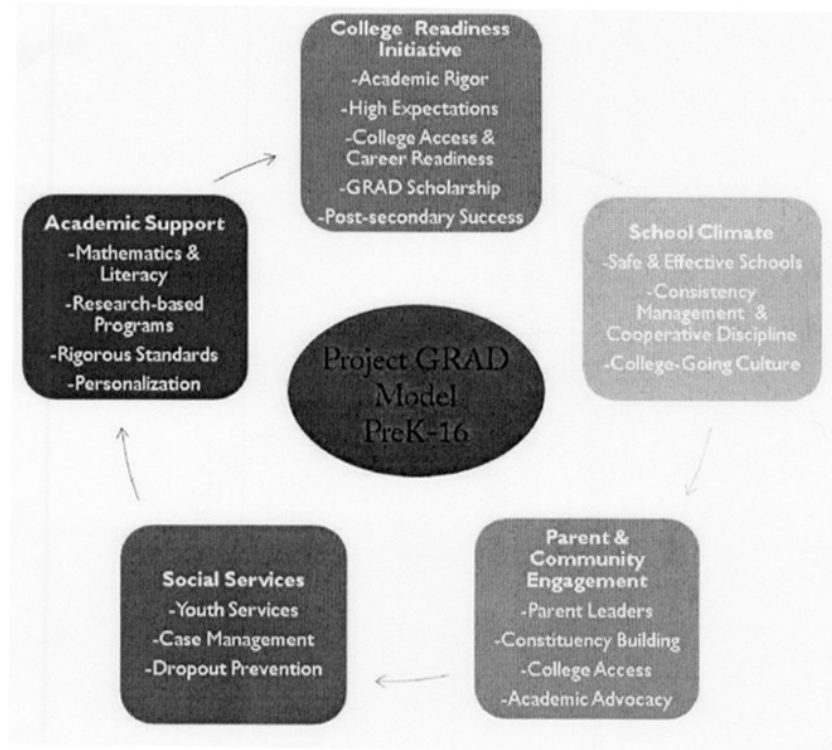 College Readiness
Initiative
-Academic Rigor
-High Expectations
-College Access &
Career Readiness
-GRAD Scholarship
-Post-secondary Success
School Climate
-Safe & Effective Schools
-Consistency
Management &
Cooperative Discipline
-College-Going Culture
Parent &
Community
Engagement
-Parent Leaders
-Constituency Building
-College Access
-Academic Advocacy
Social Services
-Youth Services
-Case Management
-Dropout Prevention
Academic Support
-Mathematics &
Literacy
-Research-based
Programs
-Rigorous Standards
-Personalization
Project GRAD
Model
PreK-16